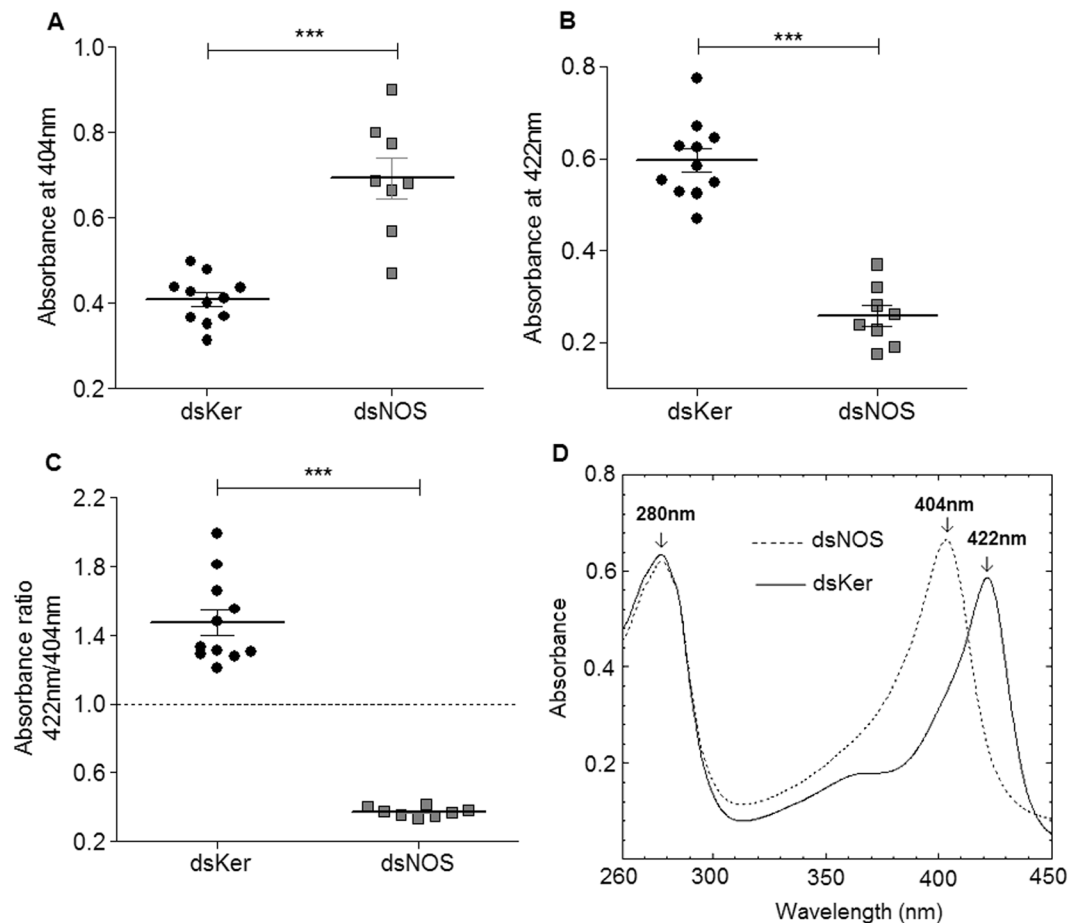 A
***
Absorbance at 404nm
1.0
0.8
0.6
0.4
0.2
dsKer
dsNOS
B
***
Absorbance at 422nm
0.8
0.6
0.4
0.2
dsKer
dsNOS
C
***
Absorbance ratio
422nm/404nm
2.2
1.8
1.4
1.0
0.6
0.2
dsKer
dsNOS
D
Absorbance
0.8
0.6
0.4
0.2
280nm
404nm
422nm
dsNOS
dsKer
260
300
350
400
450
Wavelength (nm)